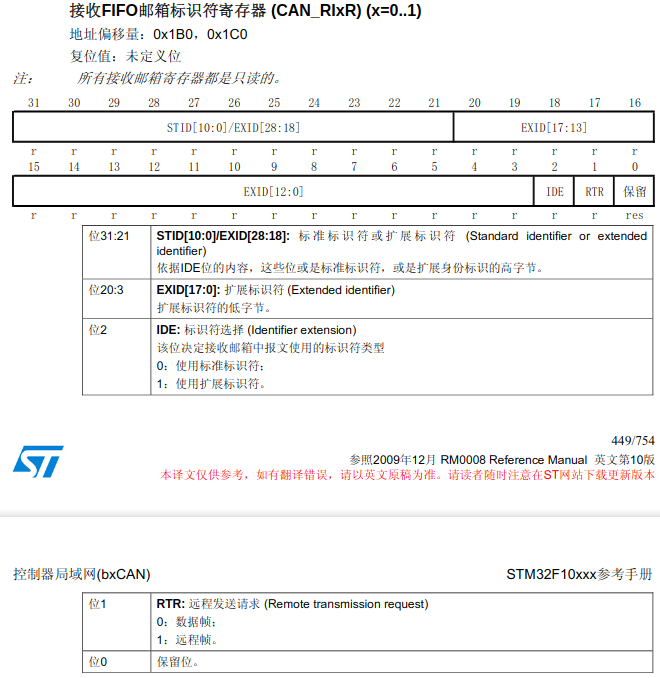 接收FIFO邮箱标识符寄存器 (CAN_RIxR) (x=0..1)
地址偏移量：0x1B0，0x1C0
复位值：未定义位
注： 所有接收邮箱寄存器都是只读的。
31 30 29 28 27 26 25 24 23 22 21 20 19 18 17 16
STID[10:0]/EXID[28:18] EXID[17:13]
r r r r r r r r r r r r r r r r
15 14 13 12 11 10 9 8 7 6 5 4 3 2 1 0
EXID[12:0] IDE RTR 保留
r r r r r r r r r r r r r r r res
位31:21 STID[10:0]/EXID[28:18]: 标准标识符或扩展标识符 (Standard identifier or extended
identifier)
依据IDE位的内容，这些位或是标准标识符，或是扩展身份标识的高字节。
位20:3 EXID[17:0]: 扩展标识符 (Extended identifier)
扩展标识符的低字节。
位2 IDE: 标识符选择 (Identifier extension)
该位决定接收邮箱中报文使用的标识符类型
0：使用标准标识符；
1：使用扩展标识符。
449/754
ST
参照2009年12月 RM0008 Reference Manual 英文第10版
本译文仅供参考，如有翻译错误，请以英文原稿为准。请读者随时注意在ST网站下载更新版本
控制器局域网(bxCAN) STM32F10xxx参考手册
位1 RTR: 远程发送请求 (Remote transmission request)
0：数据帧；
1：远程帧。
位0 保留位。